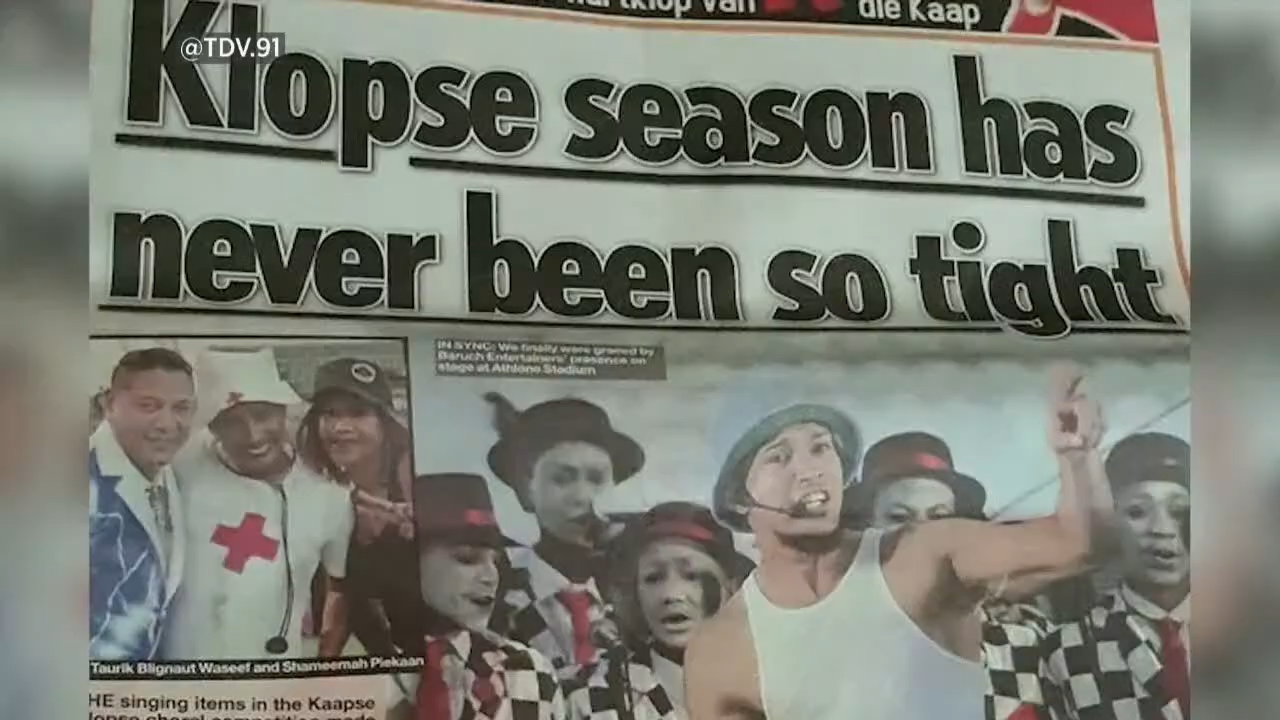 van die Kaap
@TDV.91
Klopse season has
never been so tight
IN SYNC: We finally were graced by
Baruch Entertainers' presence on
stage at Athlone Stadium
Taurik Blignaut Waseef and Shameemah Piekaan
HE singing items in the Kaapse